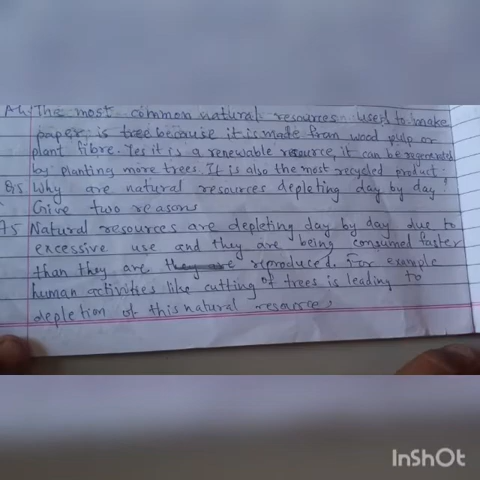 A4. The most common natural resources used to make
paper, is tree because it is made from wood pulp or
plant fibre. Yes it is a renewable resource, it can be regenerated
by planting more trees. It is also the most recycled product.
Q5 Why are natural resources depleting day by day
Give two reasons
A5 Natural resources are depleting day by day due to
excessive use and they are being consumed faster
than they are they are reproduced. For example
human activities like cutting of trees is leading to
depletion of this natural resource.
InShOt